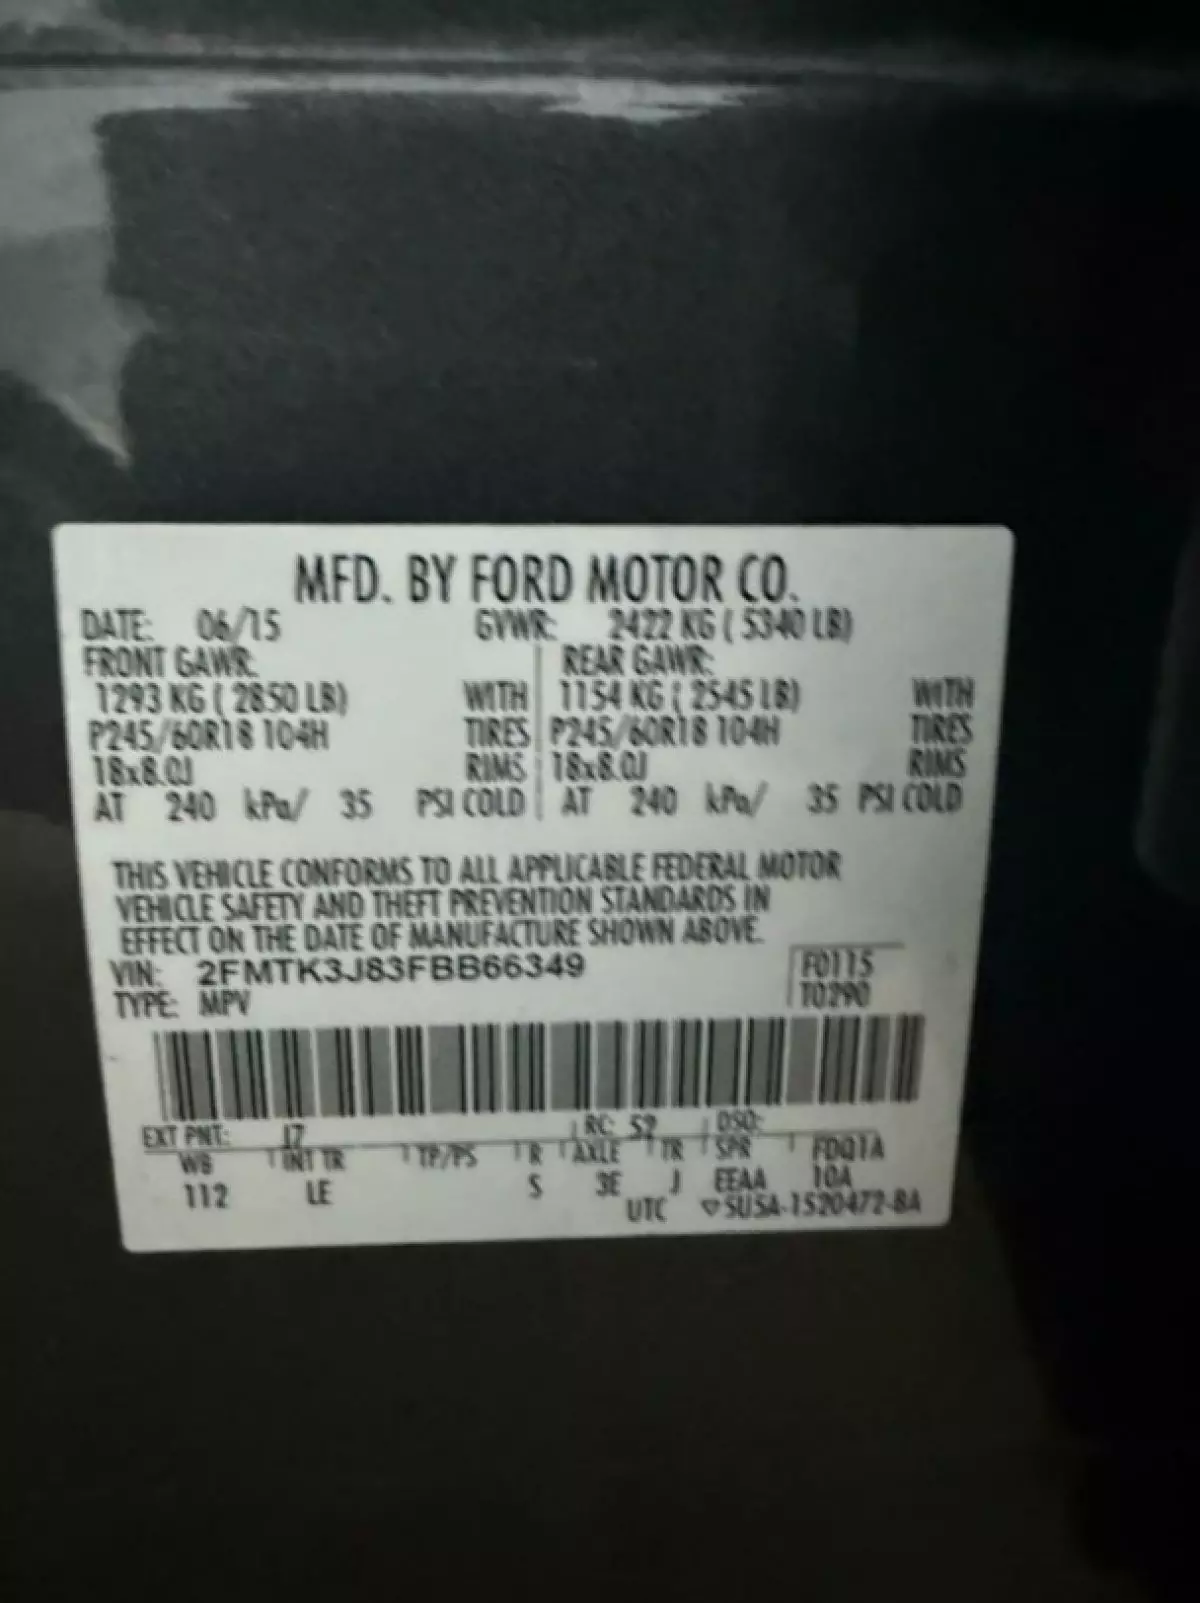 MFD. BY FORD MOTOR CO.
DATE: 06/15 GVWR: 2422 KG ( 5340 LB)
FRONT GAWR: REAR GAWR:
1293 KG ( 2850 LB) WITH 1154 KG ( 2545 LB) WITH
P245/60R18 104H TIRES P245/60R18 104H TIRES
18x8.0J RIMS 18x8.0J RIMS
AT 240 kPa/ 35 PSI COLD AT 240 kPa/ 35 PSI COLD
THIS VEHICLE CONFORMS TO ALL APPLICABLE FEDERAL MOTOR
VEHICLE SAFETY AND THEFT PREVENTION STANDARDS IN
EFFECT ON THE DATE OF MANUFACTURE SHOWN ABOVE.
VIN: 2FMTK3J83FBB66349 F0115
TYPE: MPV T0290
EXT PNT: J7 RC: 52 DSO:
WB INT TR TP/PS R AXLE TR SPR FDQ1A
112 LE S 3E J EEAA 10A
UTC ▽5U5A-1520472-BA